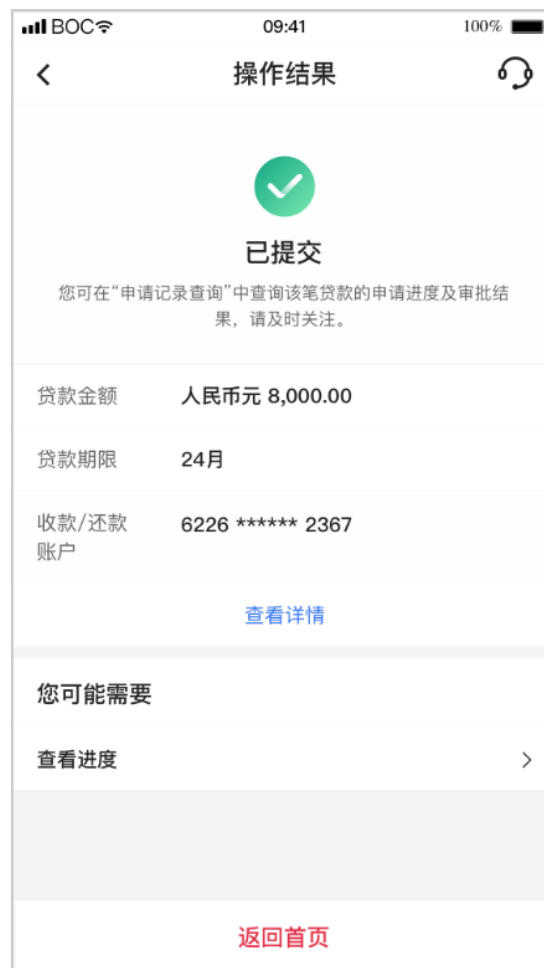 BOC 09:41 100%
操作结果
已提交
您可在“申请记录查询”中查询该笔贷款的申请进度及审批结
果，请及时关注。
贷款金额 人民币元 8,000.00
贷款期限 24月
收款/还款 6226 ****** 2367
账户
查看详情
您可能需要
查看进度
返回首页